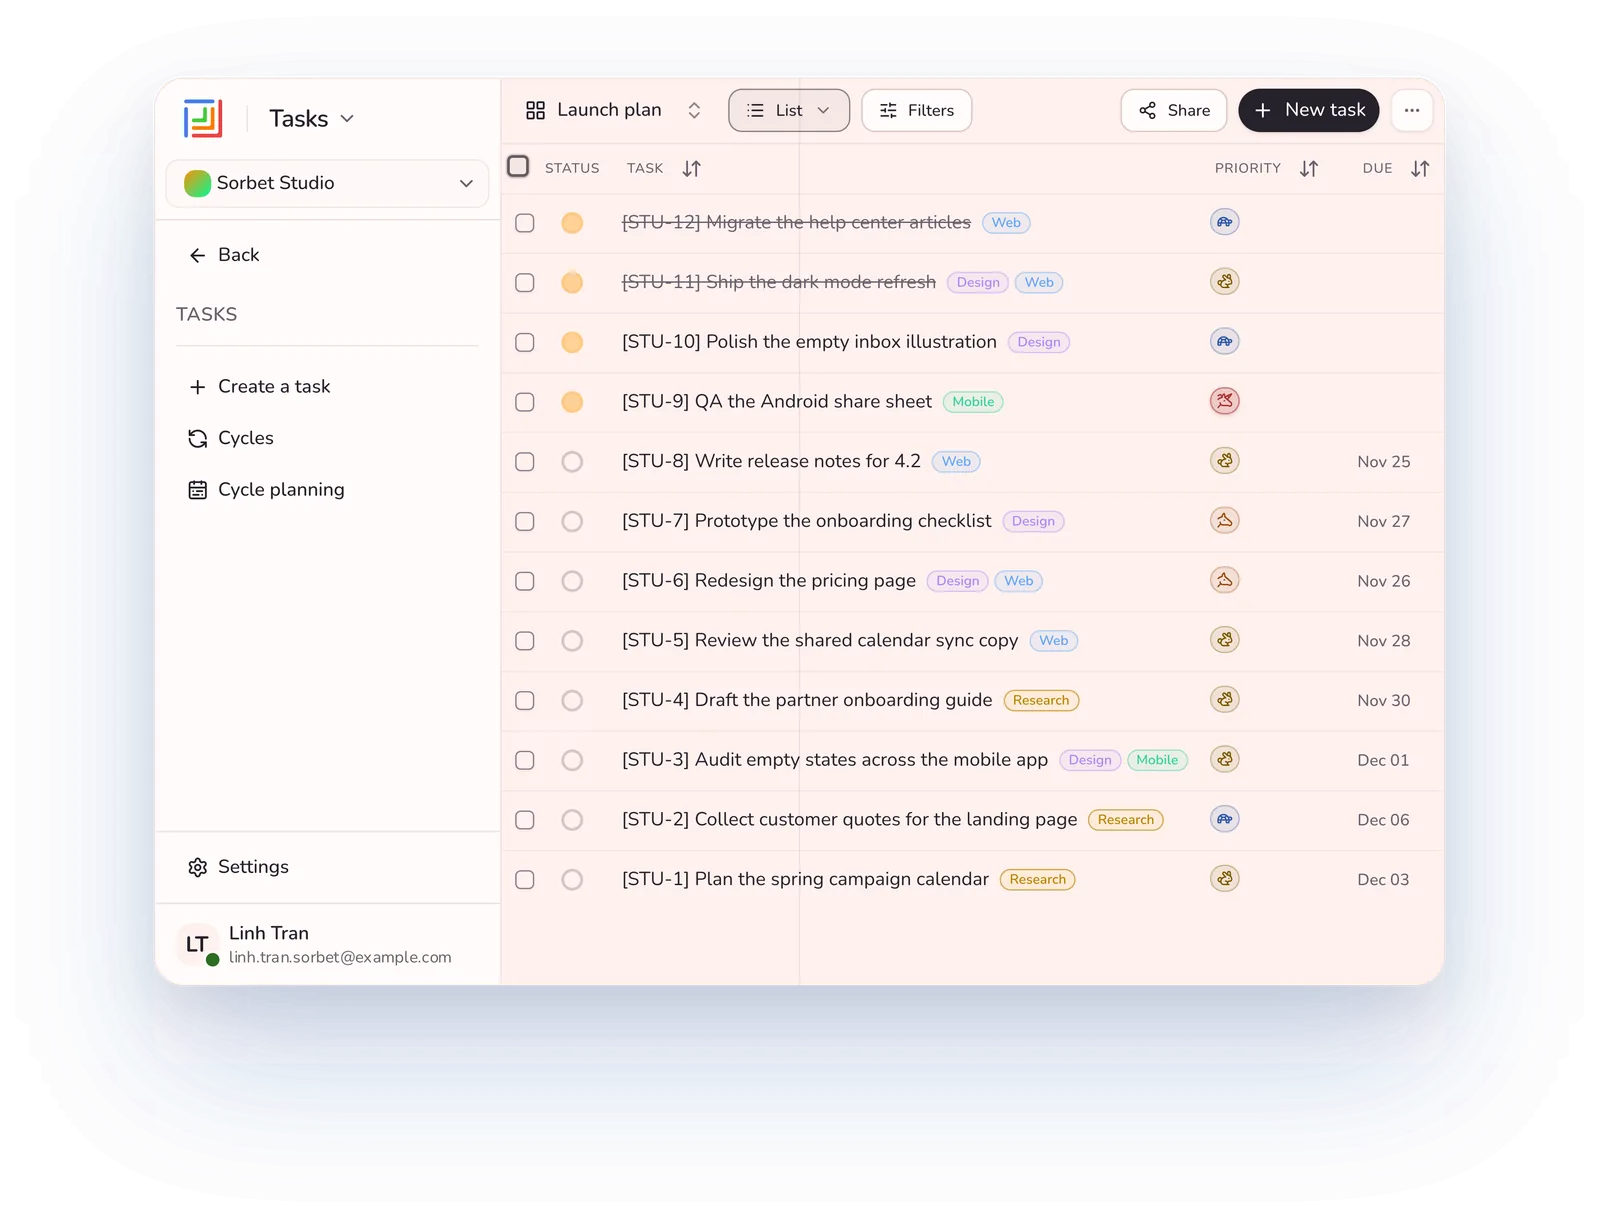 Tasks
Sorbet Studio
Back
TASKS
Create a task
Cycles
Cycle planning
Settings
LT
Linh Tran
linh.tran.sorbet@example.com
Launch plan
List
Filters
Share
New task
STATUS TASK PRIORITY DUE
[STU-12] Migrate the help center articles Web
[STU-11] Ship the dark mode refresh Design Web
[STU-10] Polish the empty inbox illustration Design
[STU-9] QA the Android share sheet Mobile
[STU-8] Write release notes for 4.2 Web Nov 25
[STU-7] Prototype the onboarding checklist Design Nov 27
[STU-6] Redesign the pricing page Design Web Nov 26
[STU-5] Review the shared calendar sync copy Web Nov 28
[STU-4] Draft the partner onboarding guide Research Nov 30
[STU-3] Audit empty states across the mobile app Design Mobile Dec 01
[STU-2] Collect customer quotes for the landing page Research Dec 06
[STU-1] Plan the spring campaign calendar Research Dec 03